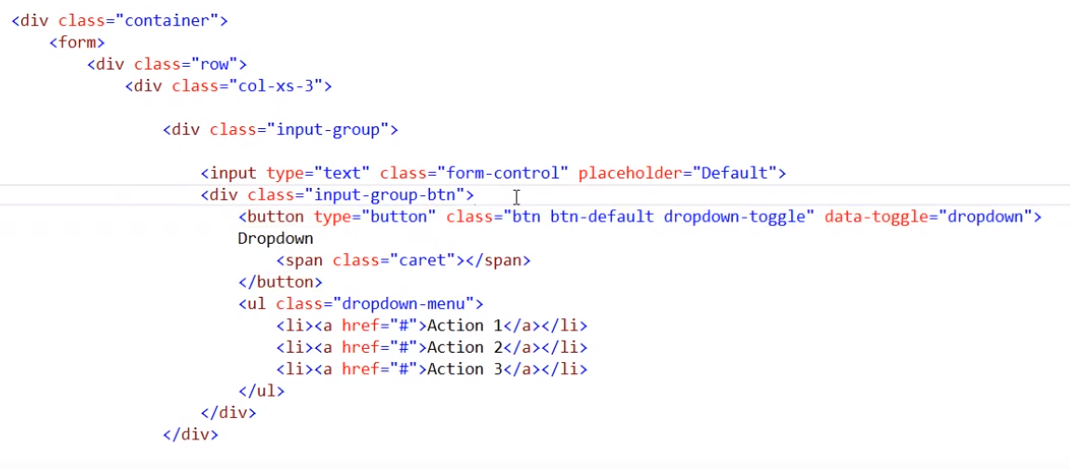 <div class="container">
<form>
<div class="row">
<div class="col-xs-3">
<div class="input-group">
<input type="text" class="form-control" placeholder="Default">
<div class="input-group-btn">
<button type="button" class="btn btn-default dropdown-toggle" data-toggle="dropdown">
Dropdown
<span class="caret"></span>
</button>
<ul class="dropdown-menu">
<li><a href="#">Action 1</a></li>
<li><a href="#">Action 2</a></li>
<li><a href="#">Action 3</a></li>
</ul>
</div>
</div>